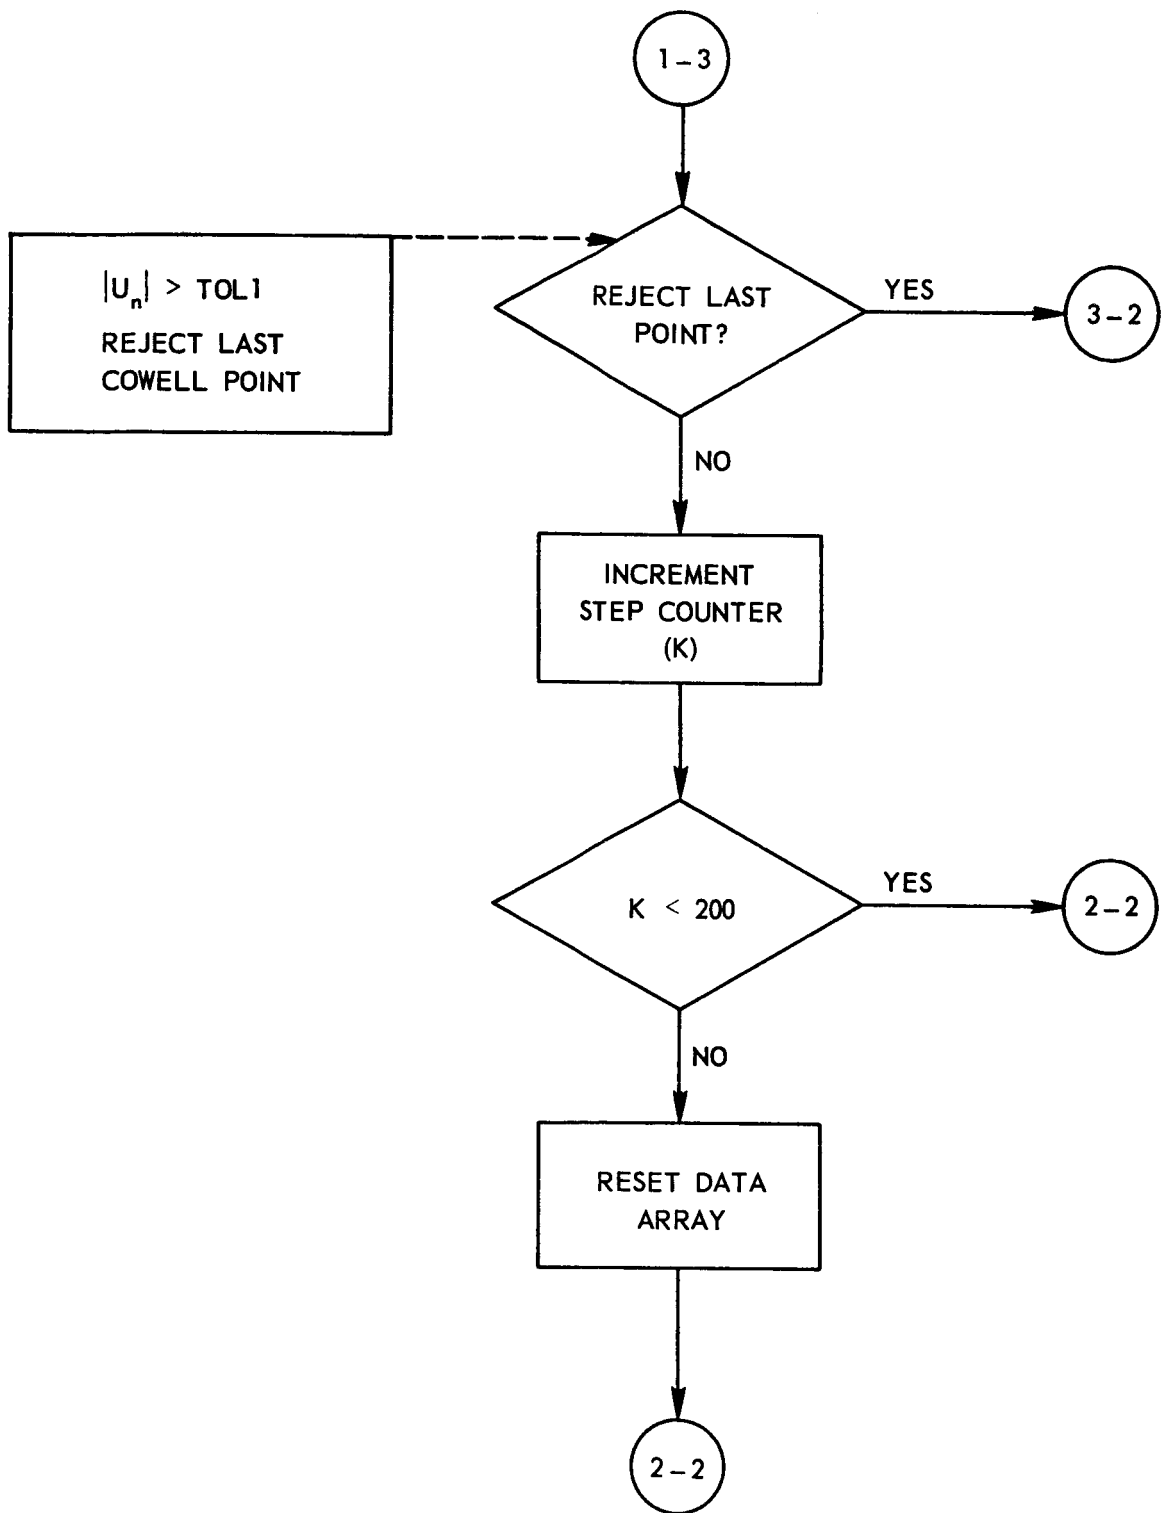 1-3
|Un| > TOL1
REJECT LAST
COWELL POINT
REJECT LAST
POINT?
YES
3-2
NO
INCREMENT
STEP COUNTER
(K)
K < 200
YES
2-2
NO
RESET DATA
ARRAY
2-2